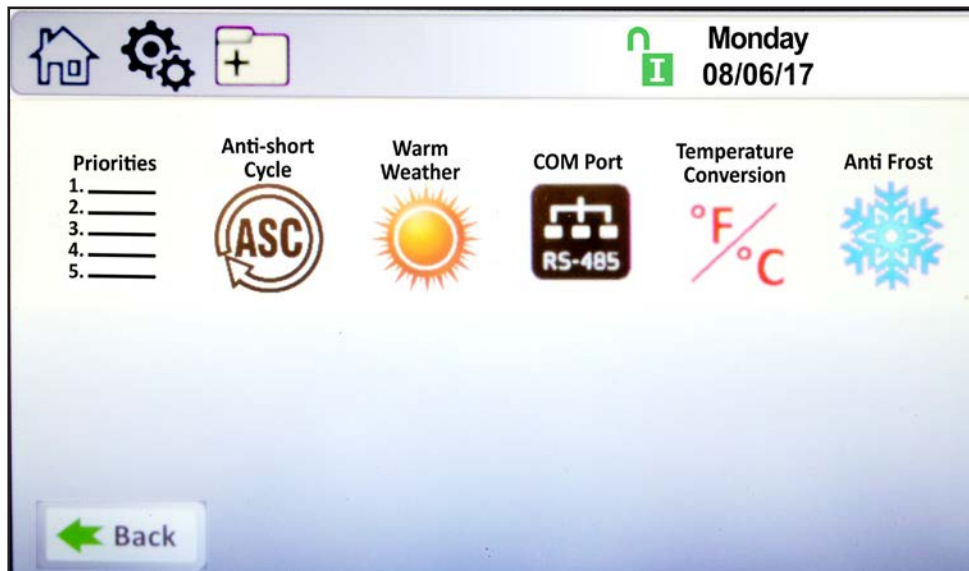 Monday
08/06/17
I
Priorities
1.
2.
3.
4.
5.
Anti-short
Cycle
ASC
Warm
Weather
COM Port
RS-485
Temperature
Conversion
°F/°C
Anti Frost
Back